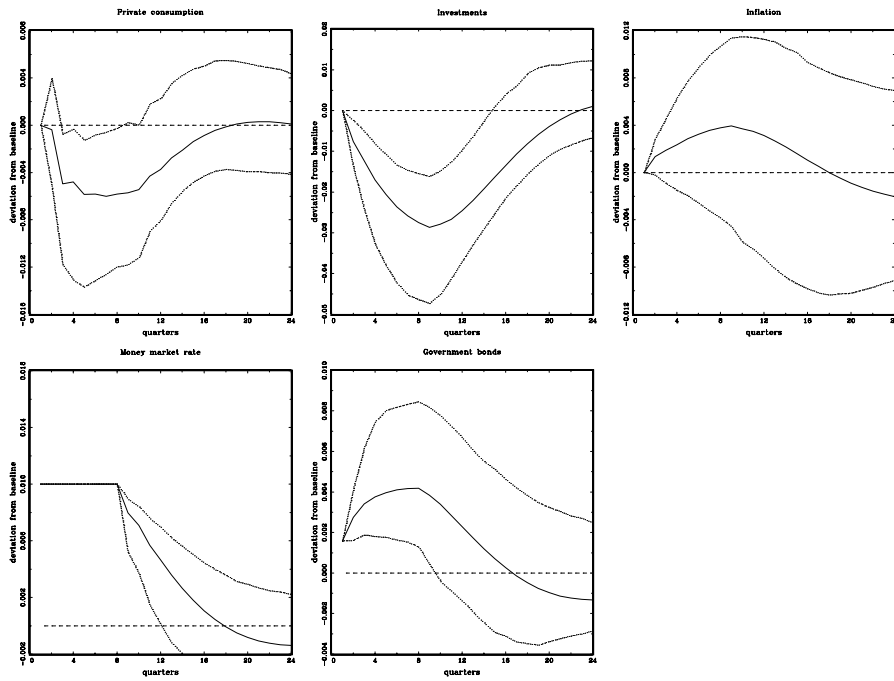 Private consumption
deviation from baseline
0.008
0.004
0.000
-0.004
-0.008
-0.012
-0.016
0 4 8 12 16 20 24
quarters
Investments
deviation from baseline
0.02
0.01
0.00
-0.01
-0.02
-0.03
-0.04
-0.05
0 4 8 12 16 20 24
quarters
Inflation
deviation from baseline
0.012
0.008
0.004
0.000
-0.004
-0.008
-0.012
0 4 8 12 16 20 24
quarters
Money market rate
deviation from baseline
0.018
0.014
0.010
0.006
0.002
-0.002
0 4 8 12 16 20 24
quarters
Government bonds
deviation from baseline
0.010
0.008
0.006
0.004
0.002
0.000
-0.002
-0.004
0 4 8 12 16 20 24
quarters